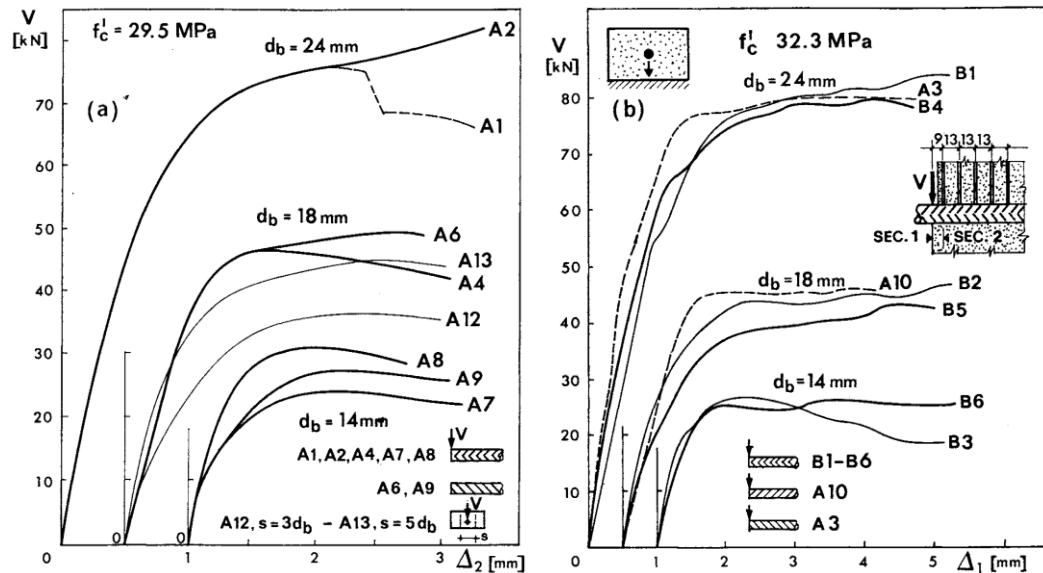 V
[kN]
f'c = 29.5 MPa
A2
db = 24 mm
(a)
A1
70
60
db = 18 mm
50
A6
A13
A4
40
A12
30
A8
A9
20
A7
db = 14mm
V
10
A1, A2, A4, A7, A8
A6, A9
V
A12, s = 3db - A13, s = 5db
s
0 0 0
0 1 2 3
Δ2 [mm]
V
[kN]
f'c 32.3 MPa
B1
db = 24 mm
A3
80
B4
(b)
9 13 13 13
70
V
60
SEC. 1 SEC. 2
50
db = 18 mm
A10
B2
40
B5
30
db = 14 mm
B6
20
B3
B1-B6
10
A10
A3
0
0 1 2 3 4 5
Δ1 [mm]